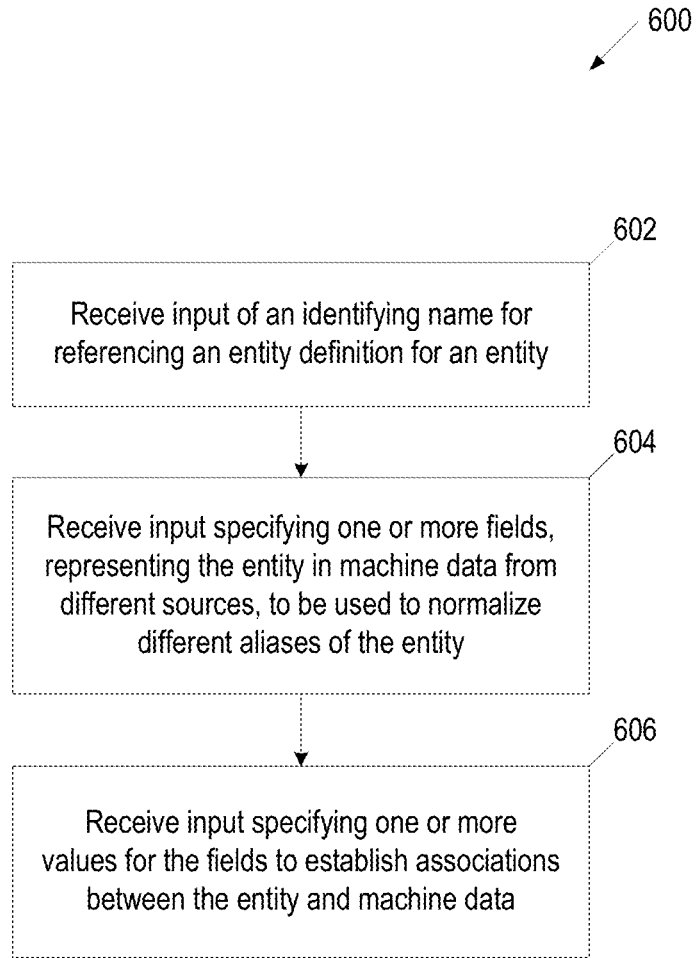 600
602
Receive input of an identifying name for
referencing an entity definition for an entity
604
Receive input specifying one or more fields,
representing the entity in machine data from
different sources, to be used to normalize
different aliases of the entity
606
Receive input specifying one or more
values for the fields to establish associations
between the entity and machine data